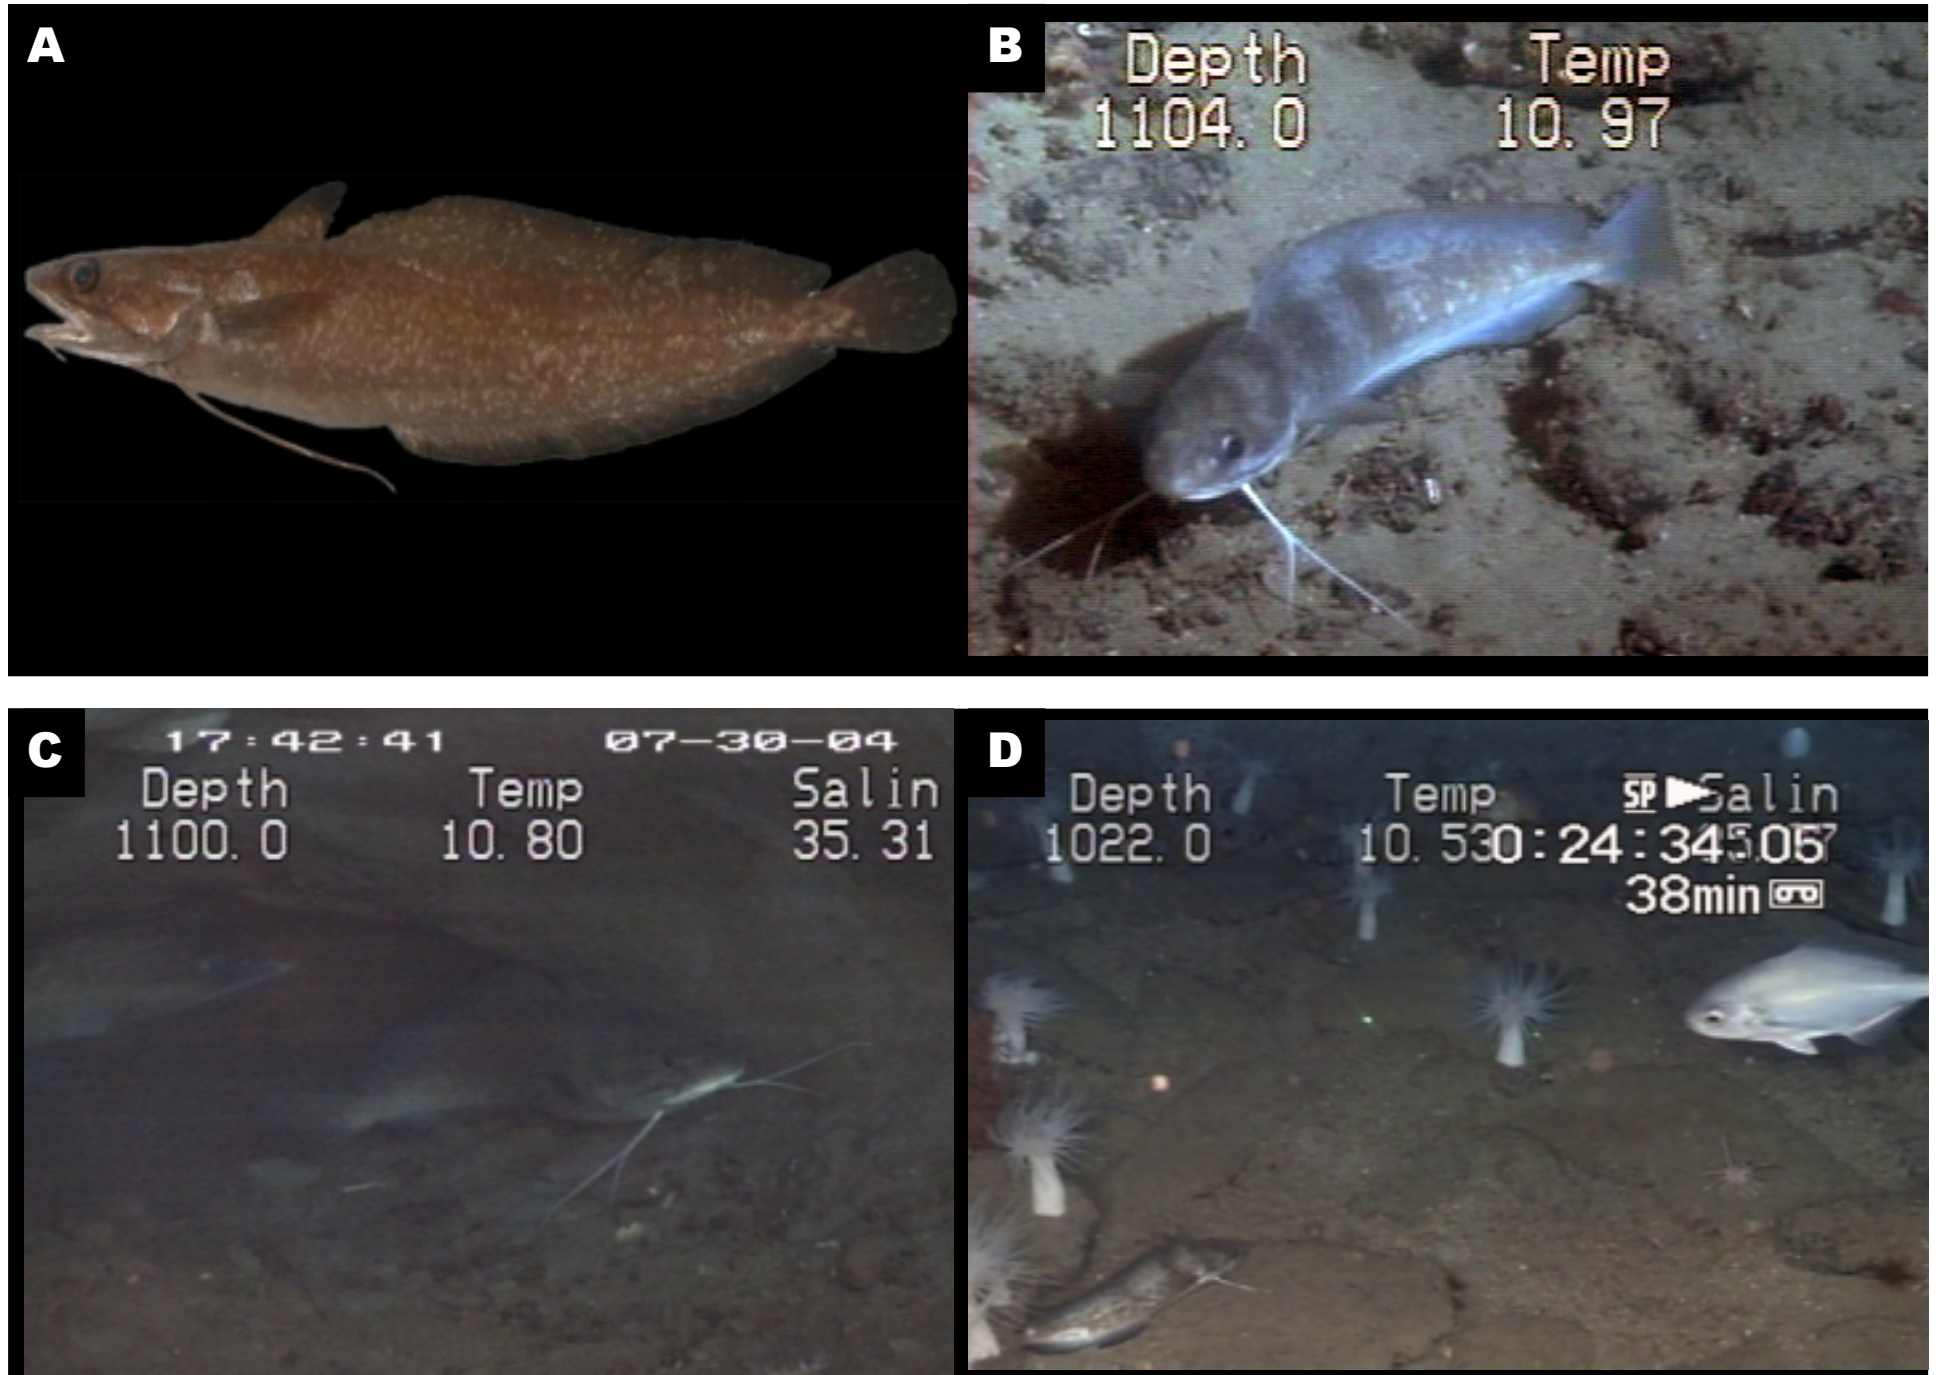 A
B
Depth Temp
1104.0 10.97
C
17:42:41 07-30-04
Depth Temp Salin
1100.0 10.80 35.31
D
Depth Temp SP Salin
1022.0 10.53 0:24:34.05
38min